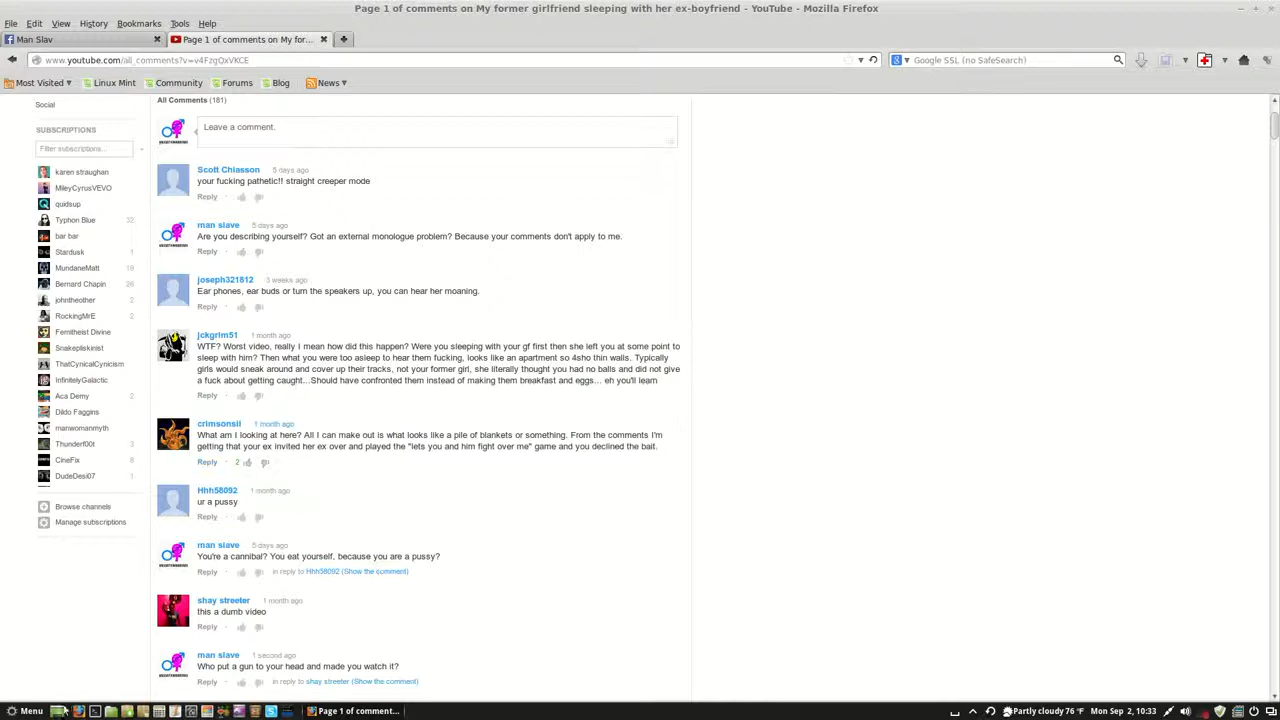 Page 1 of comments on My former girlfriend sleeping with her ex-boyfriend - YouTube - Mozilla Firefox
File Edit View History Bookmarks Tools Help
Man Slav
Page 1 of comments on My for...
www.youtube.com/all_comments?v=v4FzgQxVKCE
Google SSL (no SafeSearch)
Most Visited Linux Mint Community Forums Blog News
Social
All Comments (181)
SUBSCRIPTIONS
Filter subscriptions...
karen straughan
MileyCyrusVEVO
quidsup
Typhon Blue 32
bar bar
Stardusk 1
MundaneMatt 19
Bernard Chapin 26
johntheother 2
RockingMrE 2
Femitheist Divine
Snakepliskinist
ThatCynicalCynicism
InfinitelyGalactic
Aca Demy 2
Dildo Faggins
manwomanmyth
Thunderf00t 3
CineFix 8
DudeDesi07 1
Browse channels
Manage subscriptions
Leave a comment.
Scott Chiasson 5 days ago
your fucking pathetic!! straight creeper mode
Reply
man slave 5 days ago
Are you describing yourself? Got an external monologue problem? Because your comments don't apply to me.
Reply
joseph321812 3 weeks ago
Ear phones, ear buds or turn the speakers up, you can hear her moaning.
Reply
jckgrim51 1 month ago
WTF? Worst video, really I mean how did this happen? Were you sleeping with your gf first then she left you at some point to
sleep with him? Then what you were too asleep to hear them fucking, looks like an apartment so 4sho thin walls. Typically
girls would sneak around and cover up their tracks, not your former girl, she literally thought you had no balls and did not give
a fuck about getting caught...Should have confronted them instead of making them breakfast and eggs... eh you'll learn
Reply
crimsonsil 1 month ago
What am I looking at here? All I can make out is what looks like a pile of blankets or something. From the comments I'm
getting that your ex invited her ex over and played the "lets you and him fight over me" game and you declined the bait.
Reply 2
Hhh58092 1 month ago
ur a pussy
Reply
man slave 5 days ago
You're a cannibal? You eat yourself, because you are a pussy?
Reply in reply to Hhh58092 (Show the comment)
shay streeter 1 month ago
this a dumb video
Reply
man slave 1 second ago
Who put a gun to your head and made you watch it?
Reply in reply to shay streeter (Show the comment)
Menu Page 1 of comment... Partly cloudy 76 °F Mon Sep 2, 10:33